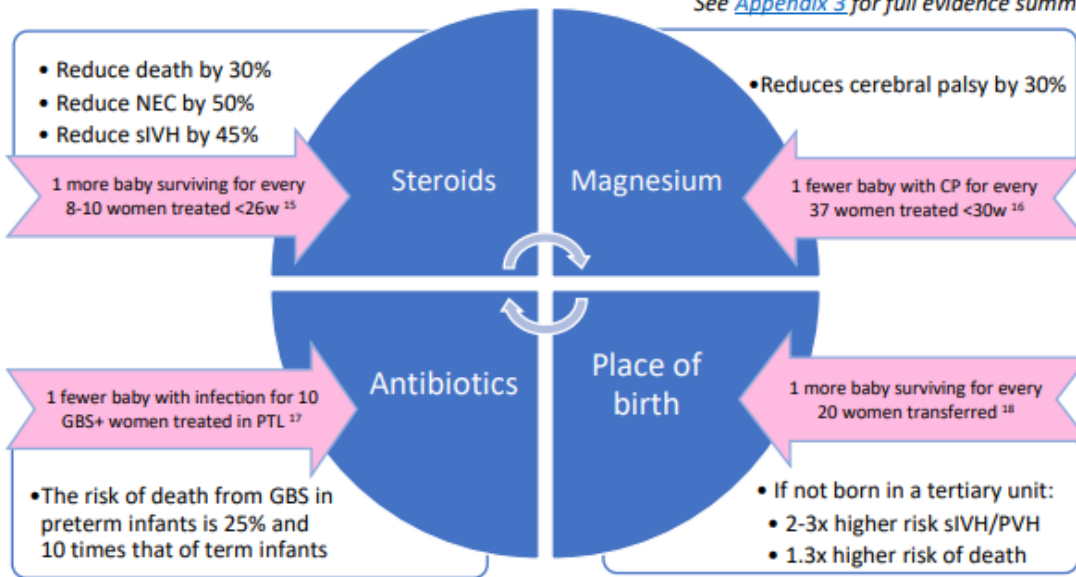 See Appendix 3 for full evidence summ
• Reduce death by 30%
• Reduce NEC by 50%
• Reduce sIVH by 45%
1 more baby surviving for every
8-10 women treated <26w 15
Steroids
Magnesium
•Reduces cerebral palsy by 30%
1 fewer baby with CP for every
37 women treated <30w 16
1 fewer baby with infection for 10
GBS+ women treated in PTL 17
Antibiotics
•The risk of death from GBS in
preterm infants is 25% and
10 times that of term infants
Place of
birth
1 more baby surviving for every
20 women transferred 18
• If not born in a tertiary unit:
• 2-3x higher risk sIVH/PVH
• 1.3x higher risk of death